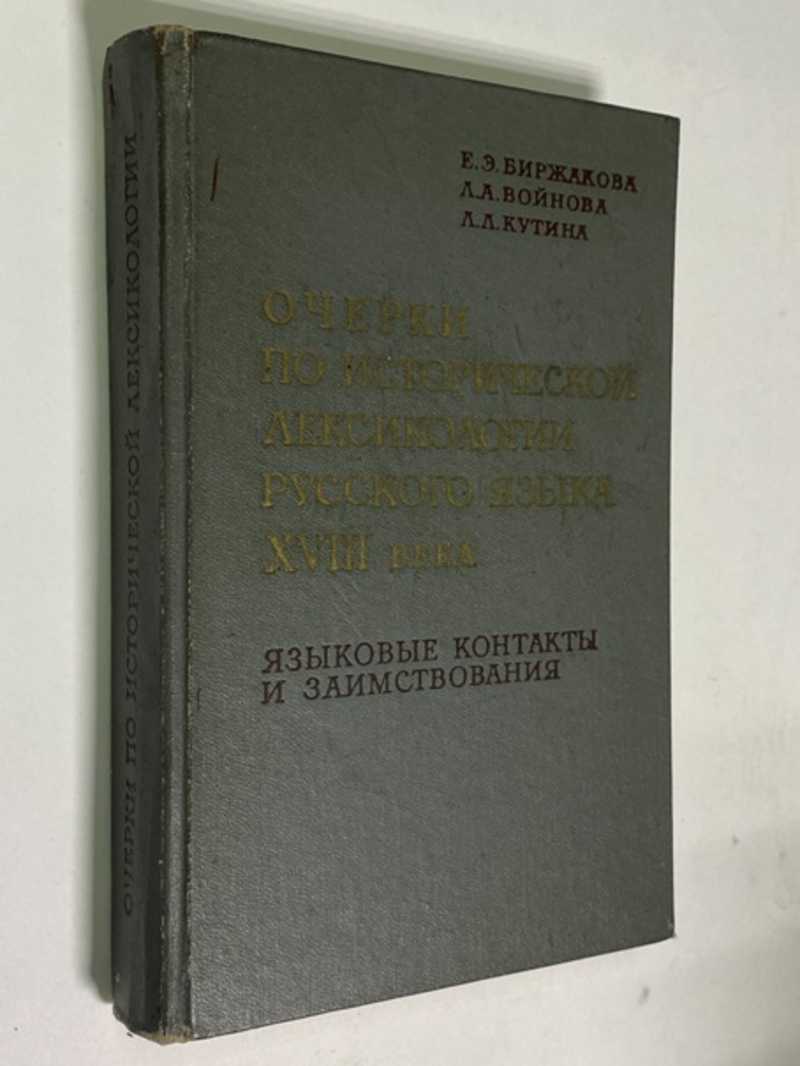 Е. Э. БИРЖАКОВА
Л. А. ВОЙНОВА
Л. Л. КУТИНА
ОЧЕРКИ
ПО ИСТОРИЧЕСКОЙ
ЛЕКСИКОЛОГИИ
РУССКОГО ЯЗЫКА
XVIII ВЕКА
ЯЗЫКОВЫЕ КОНТАКТЫ
И ЗАИМСТВОВАНИЯ
ОЧЕРКИ ПО ИСТОРИЧЕСКОЙ ЛЕКСИКОЛОГИИ